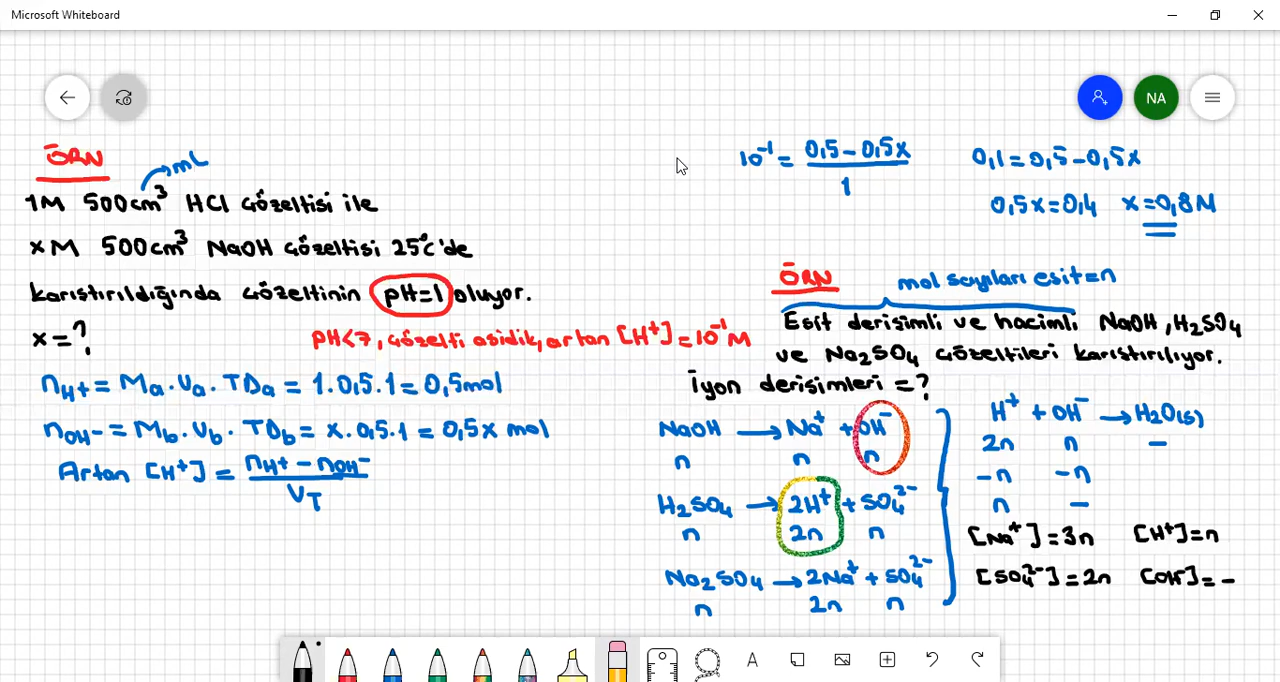 Microsoft Whiteboard
NA
ÖRN
mL
1M 500cm³ HCl çözeltisi ile
xM 500cm³ NaOH çözeltisi 25°C'de
karıştırıldığında çözeltinin pH=1 oluyor.
x=?
pH<7, çözelti asidik, artan [H⁺]=10⁻¹M
nH⁺ = Ma.Va.TDa = 1.0,5.1 = 0,5mol
nOH⁻ = Mb.Vb.TDb = x.0,5.1 = 0,5x mol
Artan [H⁺] = nH⁺ - nOH⁻
VT
10⁻¹ = 0,5-0,5x
1
0,1=0,5-0,5x
0,5x=0,4 x=0,8M
ÖRN
mol sayıları eşit=n
Eşit derişimli ve hacimli NaOH, H₂SO₄
ve Na₂SO₄ çözeltileri karıştırılıyor.
İyon derişimleri =?
NaOH → Na⁺ + OH⁻
n n n
H₂SO₄ → 2H⁺ + SO₄²⁻
n 2n n
Na₂SO₄ → 2Na⁺ + SO₄²⁻
n 2n n
H⁺ + OH⁻ → H₂O(s)
2n n -
-n -n
n -
[Na⁺]=3n [H⁺]=n
[SO₄²⁻]=2n [OH⁻]= -
A